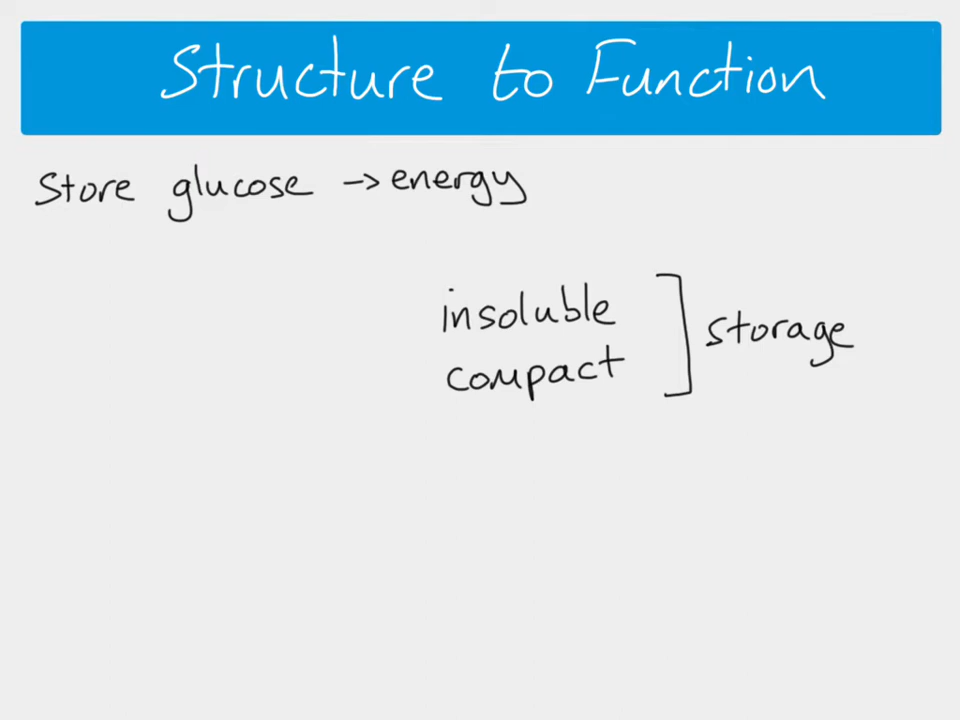 Structure to Function
Store glucose → energy
insoluble
compact
storage